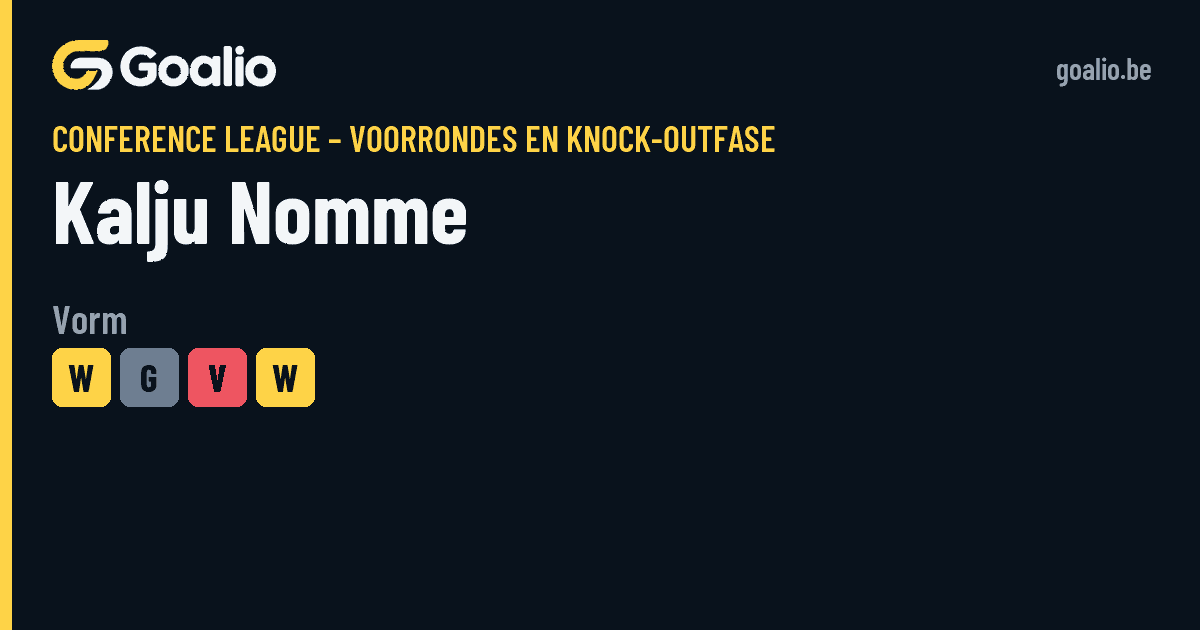 Goalio
goalio.be
CONFERENCE LEAGUE – VOORRONDES EN KNOCK-OUTFASE
Kalju Nomme
Vorm
W G V W